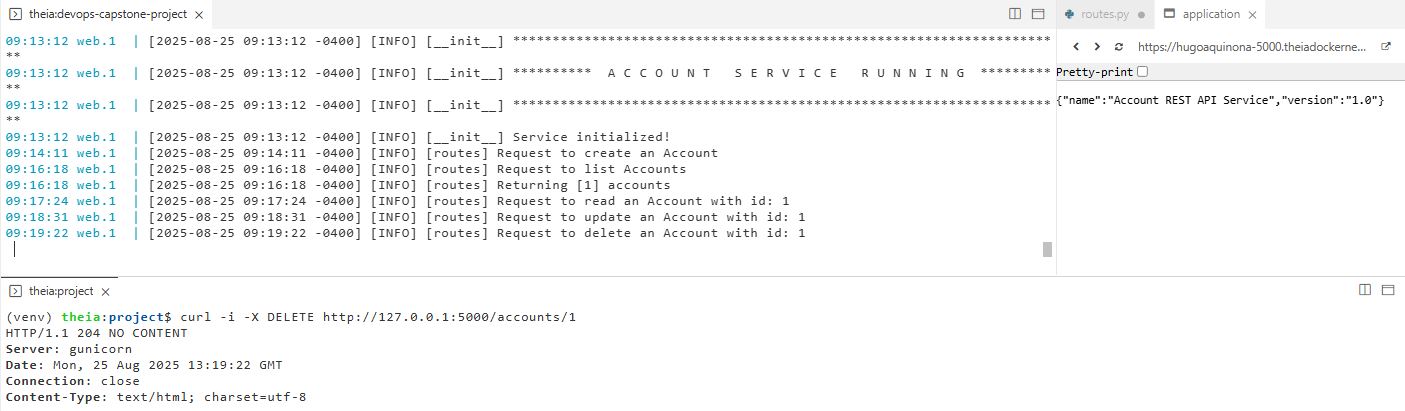 theia:devops-capstone-project
09:13:12 web.1 | [2025-08-25 09:13:12 -0400] [INFO] [__init__] **********************************************************************
**
09:13:12 web.1 | [2025-08-25 09:13:12 -0400] [INFO] [__init__] ********** A C C O U N T   S E R V I C E   R U N N I N G *********
**
09:13:12 web.1 | [2025-08-25 09:13:12 -0400] [INFO] [__init__] **********************************************************************
**
09:13:12 web.1 | [2025-08-25 09:13:12 -0400] [INFO] [__init__] Service initialized!
09:14:11 web.1 | [2025-08-25 09:14:11 -0400] [INFO] [routes] Request to create an Account
09:16:18 web.1 | [2025-08-25 09:16:18 -0400] [INFO] [routes] Request to list Accounts
09:16:18 web.1 | [2025-08-25 09:16:18 -0400] [INFO] [routes] Returning [1] accounts
09:17:24 web.1 | [2025-08-25 09:17:24 -0400] [INFO] [routes] Request to read an Account with id: 1
09:18:31 web.1 | [2025-08-25 09:18:31 -0400] [INFO] [routes] Request to update an Account with id: 1
09:19:22 web.1 | [2025-08-25 09:19:22 -0400] [INFO] [routes] Request to delete an Account with id: 1
routes.py
application
https://hugoaquinona-5000.theiadockerne...
Pretty-print
{"name":"Account REST API Service","version":"1.0"}
theia:project
(venv) theia:project$ curl -i -X DELETE http://127.0.0.1:5000/accounts/1
HTTP/1.1 204 NO CONTENT
Server: gunicorn
Date: Mon, 25 Aug 2025 13:19:22 GMT
Connection: close
Content-Type: text/html; charset=utf-8